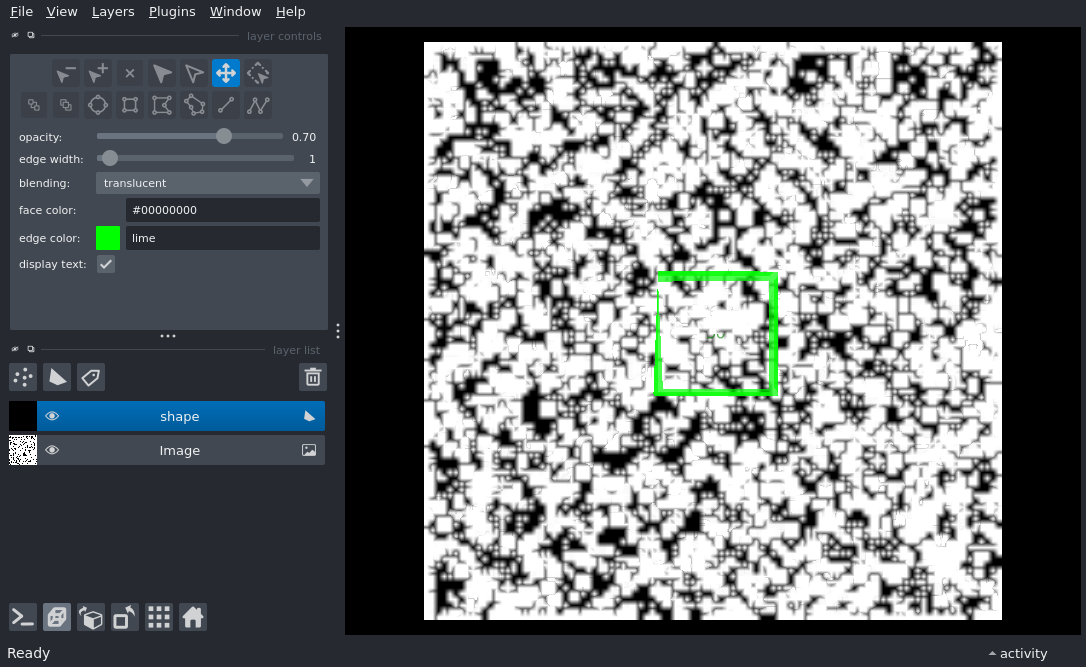 File View Layers Plugins Window Help
layer controls
opacity: 0.70
edge width: 1
blending: translucent
face color: #00000000
edge color: lime
display text:
layer list
shape
Image
Ready
activity